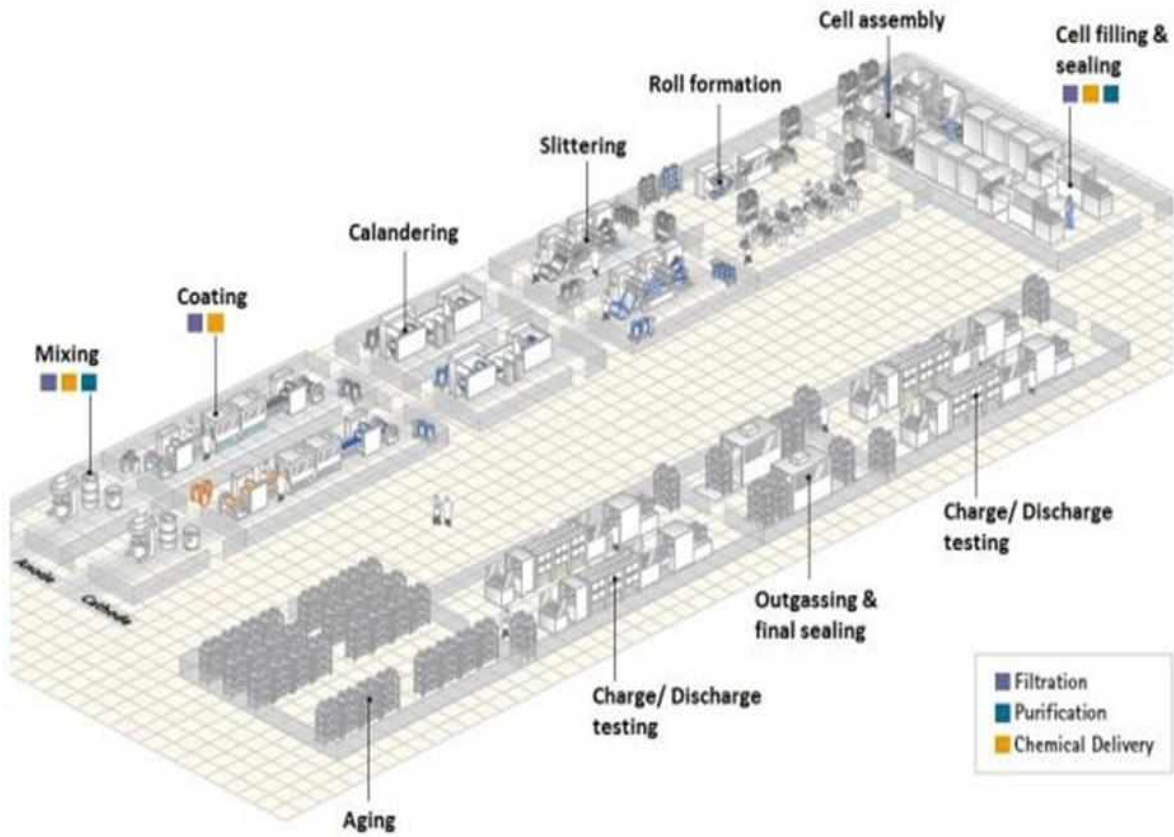 Cell assembly
Cell filling &
sealing
Roll formation
Slittering
Calandering
Coating
Mixing
Anode
Cathode
Charge/ Discharge
testing
Outgassing &
final sealing
Charge/ Discharge
testing
Aging
Filtration
Purification
Chemical Delivery